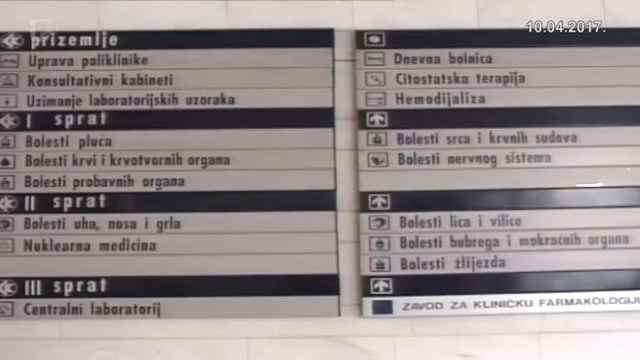 10.04.2017.
prizemlje
Uprava poliklinike
Konsultativni kabineti
Uzimanje laboratorijskih uzoraka
I sprat
Bolesti pluća
Bolesti krvi i krvotvornih organa
Bolesti probavnih organa
II sprat
Bolesti uha, nosa i grla
Nuklearna medicina
III sprat
Centralni laboratorij
Dnevna bolnica
Citostatska terapija
Hemodijaliza
Bolesti srca i krvnih sudova
Bolesti nervnog sistema
Bolesti lica i vilice
Bolesti bubrega i mokraćnih organa
Bolesti žlijezda
ZAVOD ZA KLINIČKU FARMAKOLOGIJU